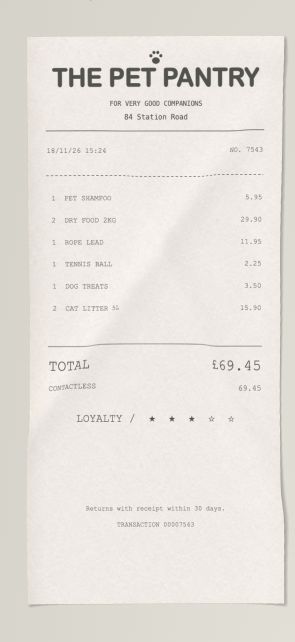 THE PET PANTRY
FOR VERY GOOD COMPANIONS
84 Station Road
18/11/26 15:24 NO. 7543
1 PET SHAMPOO 5.95
2 DRY FOOD 2KG 29.90
1 ROPE LEAD 11.95
1 TENNIS BALL 2.25
1 DOG TREATS 3.50
2 CAT LITTER 5L 15.90
TOTAL £69.45
CONTACTLESS 69.45
LOYALTY / ★ ★ ★ ☆ ☆
Returns with receipt within 30 days.
TRANSACTION 00007543